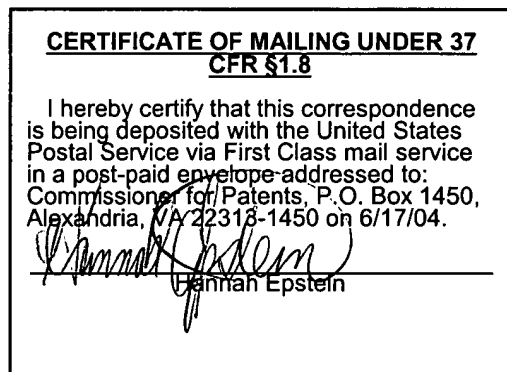 CERTIFICATE OF MAILING UNDER 37
CFR §1.8
I hereby certify that this correspondence
is being deposited with the United States
Postal Service via First Class mail service
in a post-paid envelope addressed to:
Commissioner for Patents, P.O. Box 1450,
Alexandria, VA 22313-1450 on 6/17/04.
Hannah Epstein
Hannah Epstein